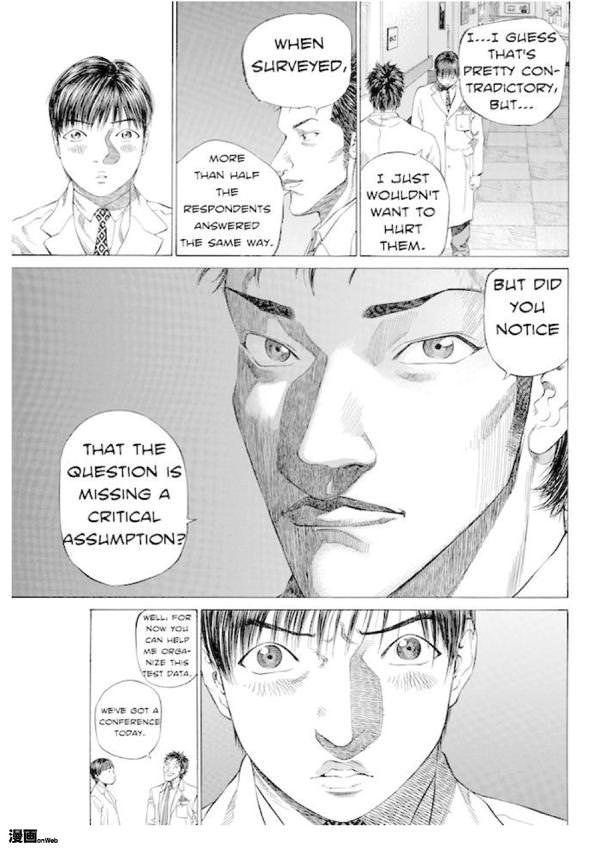 I...I GUESS
THAT'S
PRETTY CON-
TRADICTORY,
BUT---
I JUST
WOULDN'T
WANT TO
HURT
THEM.
WHEN
SURVEYED,
MORE
THAN HALF
THE
RESPONDENTS
ANSWERED
THE SAME WAY.
BUT DID
YOU
NOTICE
THAT THE
QUESTION IS
MISSING A
CRITICAL
ASSUMPTION?
WELL, FOR
NOW YOU
CAN HELP
ME ORGA-
NIZE THIS
TEST DATA.
WE'VE GOT A
CONFERENCE
TODAY.
漫画onWeb